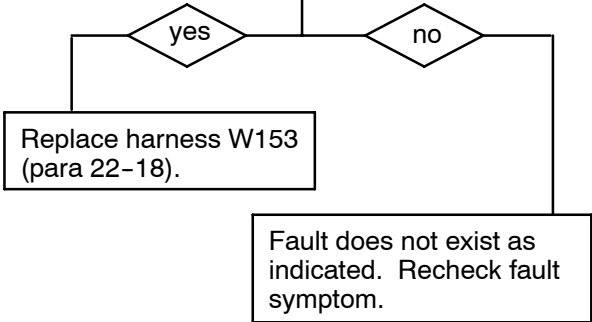 yes
no
Replace harness W153
(para 22-18).
Fault does not exist as
indicated. Recheck fault
symptom.